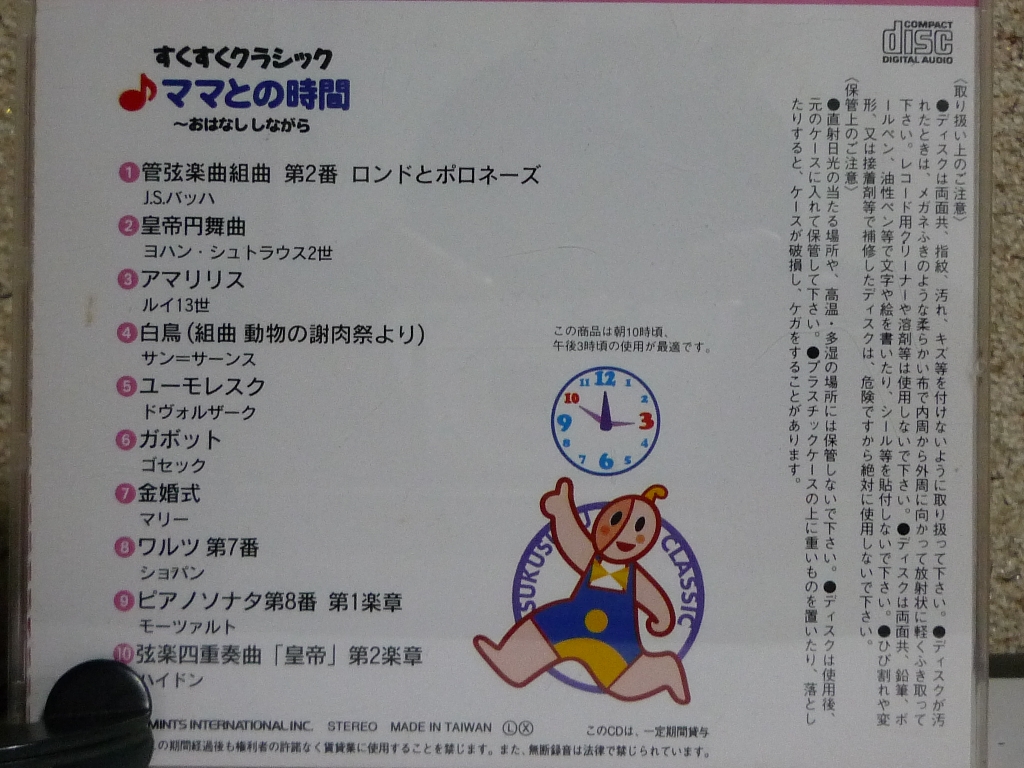 すくすくクラシック
ママとの時間
～おはなししながら
1 管弦楽曲組曲 第2番 ロンドとポロネーズ
J.S.バッハ
2 皇帝円舞曲
ヨハン・シュトラウス2世
3 アマリリス
ルイ13世
4 白鳥(組曲 動物の謝肉祭より)
サン=サーンス
5 ユーモレスク
ドヴォルザーク
6 ガボット
ゴセック
7 金婚式
マリー
8 ワルツ 第7番
ショパン
9 ピアノソナタ第8番 第1楽章
モーツァルト
10 弦楽四重奏曲「皇帝」第2楽章
ハイドン
この商品は朝10時頃、
午後3時頃の使用が最適です。
12
1
2
3
4
5
6
7
8
9
10
11
SUKUS
CLASSIC
COMPACT
disc
DIGITAL AUDIO
〈取り扱い上のご注意〉
●ディスクは両面共、指紋、汚れ、キズ等を付けないように取り扱って下さい。●ディスクが汚
れたときは、メガネふきのような柔らかい布で内周から外周に向かって放射状に軽くふき取って
下さい。レコード用クリーナーや溶剤等は使用しないで下さい。●ディスクは両面共、鉛筆、ボ
ールペン、油性ペン等で文字や絵を書いたり、シール等を貼付しないで下さい。●ひび割れや変
形、又は接着剤等で補修したディスクは、危険ですから絶対に使用しないで下さい。
〈保管上のご注意〉
●直射日光の当たる場所や、高温・多湿の場所には保管しないで下さい。●ディスクは使用後、
元のケースに入れて保管して下さい。●プラスチックケースの上に重いものを置いたり、落とし
たりすると、ケースが破損し、ケガをすることがあります。
MINTS INTERNATIONAL INC. STEREO MADE IN TAIWAN Ⓛ Ⓧ このCDは、一定期間貸与
の期間経過後も権利者の許諾なく賃貸業に使用することを禁じます。また、無断録音は法律で禁じられています。